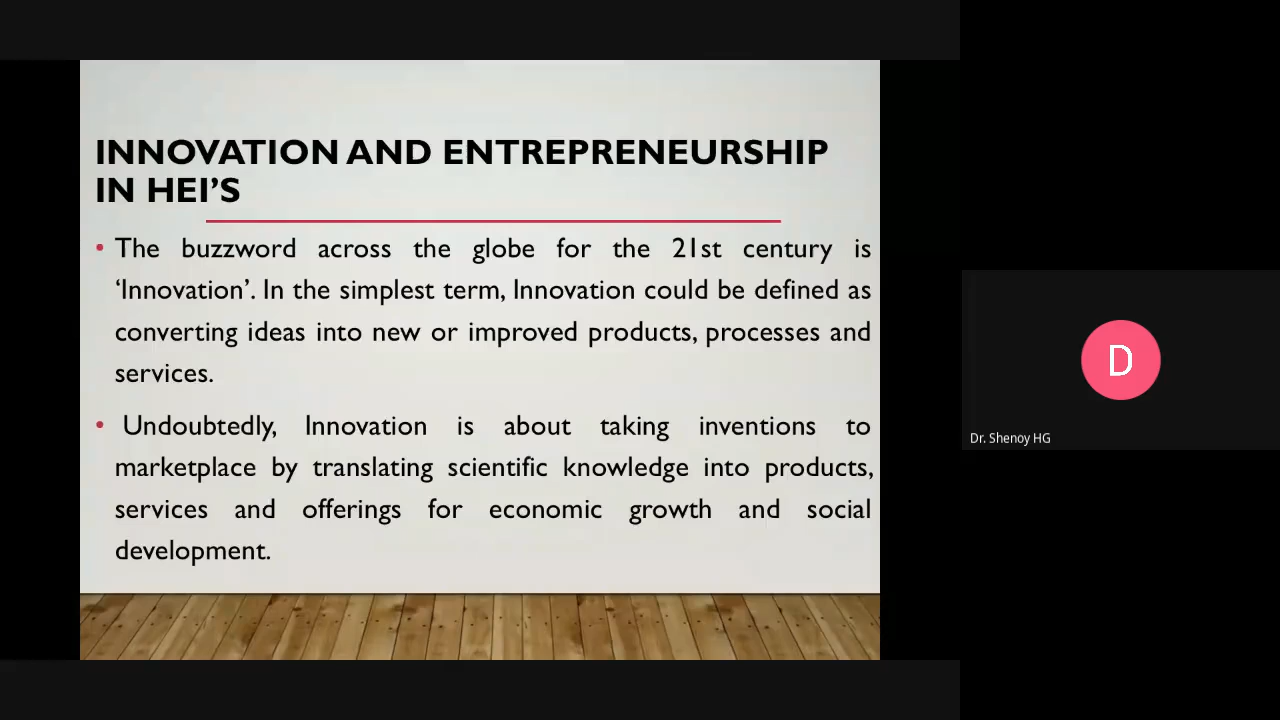 INNOVATION AND ENTREPRENEURSHIP
IN HEI’S
• The buzzword across the globe for the 21st century is
‘Innovation’. In the simplest term, Innovation could be defined as
converting ideas into new or improved products, processes and
services.
• Undoubtedly, Innovation is about taking inventions to
marketplace by translating scientific knowledge into products,
services and offerings for economic growth and social
development.
D
Dr. Shenoy HG